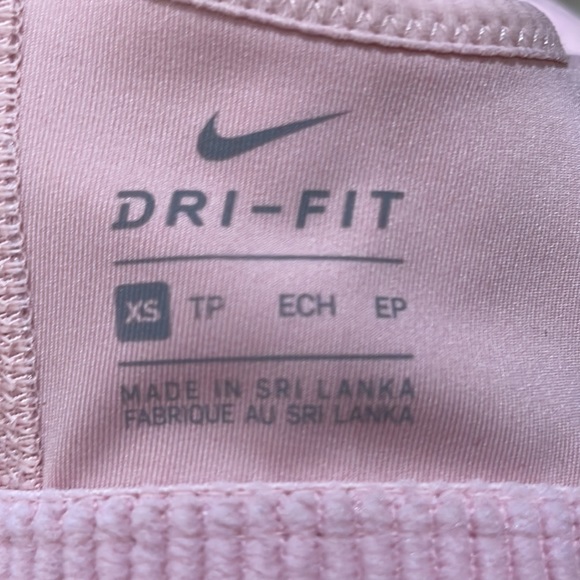 DRI-FIT
XS TP ECH EP
MADE IN SRI LANKA
FABRIQUE AU SRI LANKA